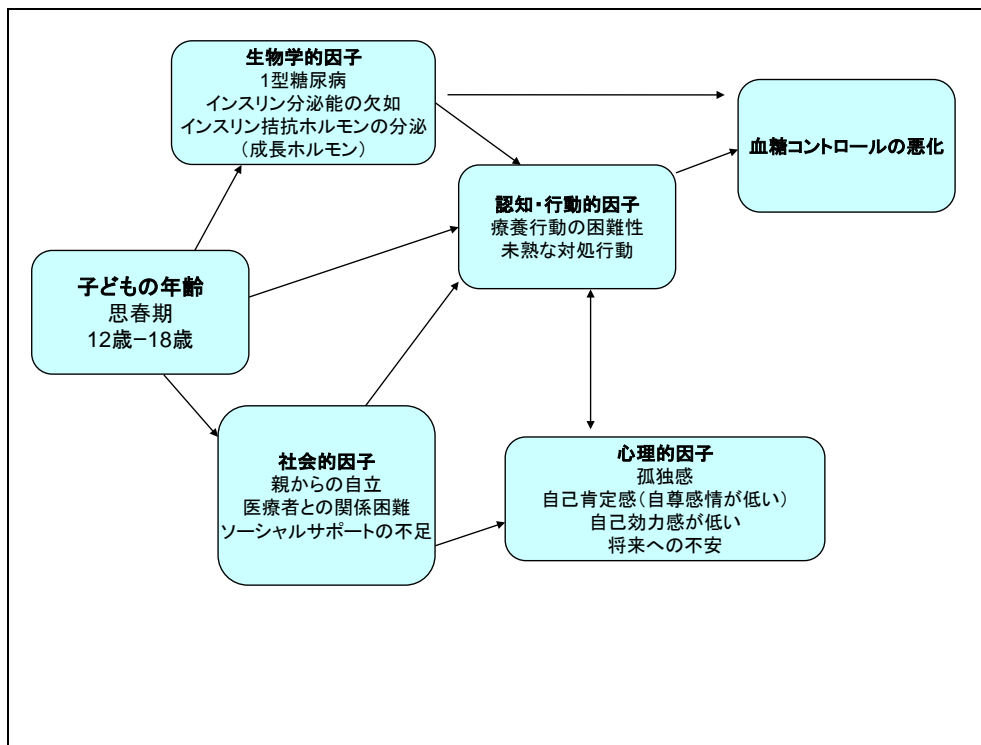 生物学的因子
1型糖尿病
インスリン分泌能の欠如
インスリン拮抗ホルモンの分泌
（成長ホルモン）
血糖コントロールの悪化
認知・行動的因子
療養行動の困難性
未熟な対処行動
子どもの年齢
思春期
12歳−18歳
社会的因子
親からの自立
医療者との関係困難
ソーシャルサポートの不足
心理的因子
孤独感
自己肯定感（自尊感情が低い）
自己効力感が低い
将来への不安